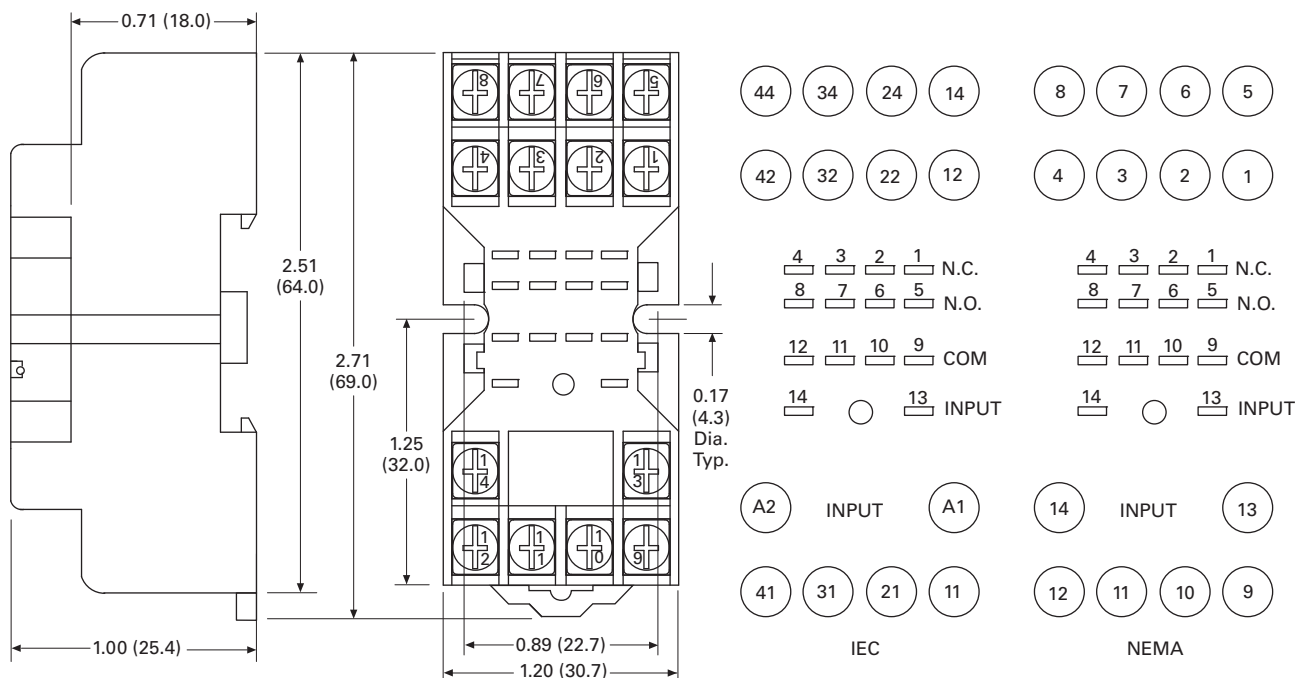 0.71 (18.0)
2.51
(64.0)
2.71
(69.0)
1.00 (25.4)
8 7 6 5
4 3 2 1
1.25
(32.0)
0.17
(4.3)
Dia.
Typ.
14 13
12 11 10 9
0.89 (22.7)
1.20 (30.7)
44 34 24 14
42 32 22 12
4 3 2 1 N.C.
8 7 6 5 N.O.
12 11 10 9 COM
14 13 INPUT
A2 INPUT A1
41 31 21 11
IEC
8 7 6 5
4 3 2 1
4 3 2 1 N.C.
8 7 6 5 N.O.
12 11 10 9 COM
14 13 INPUT
14 INPUT 13
12 11 10 9
NEMA